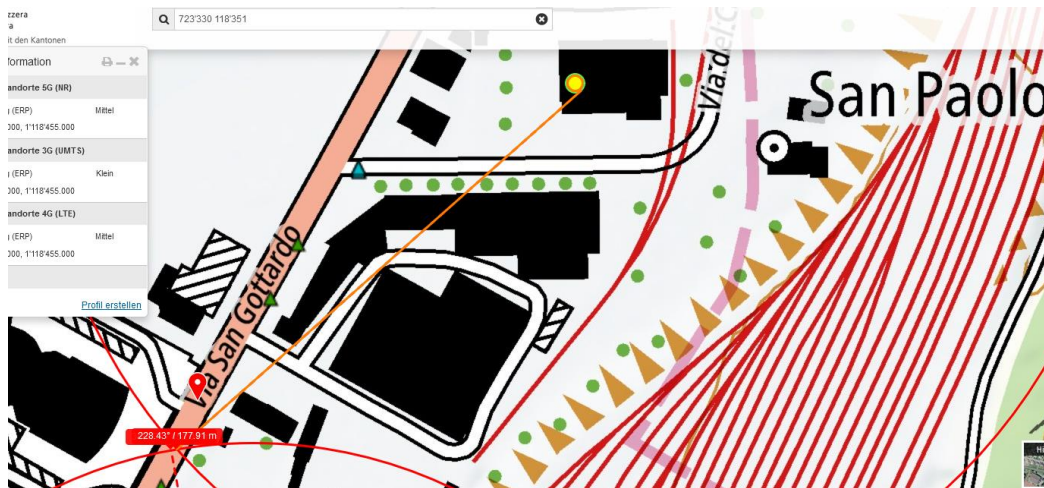 zzera
ra
it den Kantonen
723'330 118'351
formation
andorte 5G (NR)
g (ERP) Mittel
000, 1'118'455.000
andorte 3G (UMTS)
g (ERP) Klein
000, 1'118'455.000
andorte 4G (LTE)
g (ERP) Mittel
000, 1'118'455.000
Profil erstellen
Via San Gottardo
228.43° / 177.91 m
Via del C
San Paolo